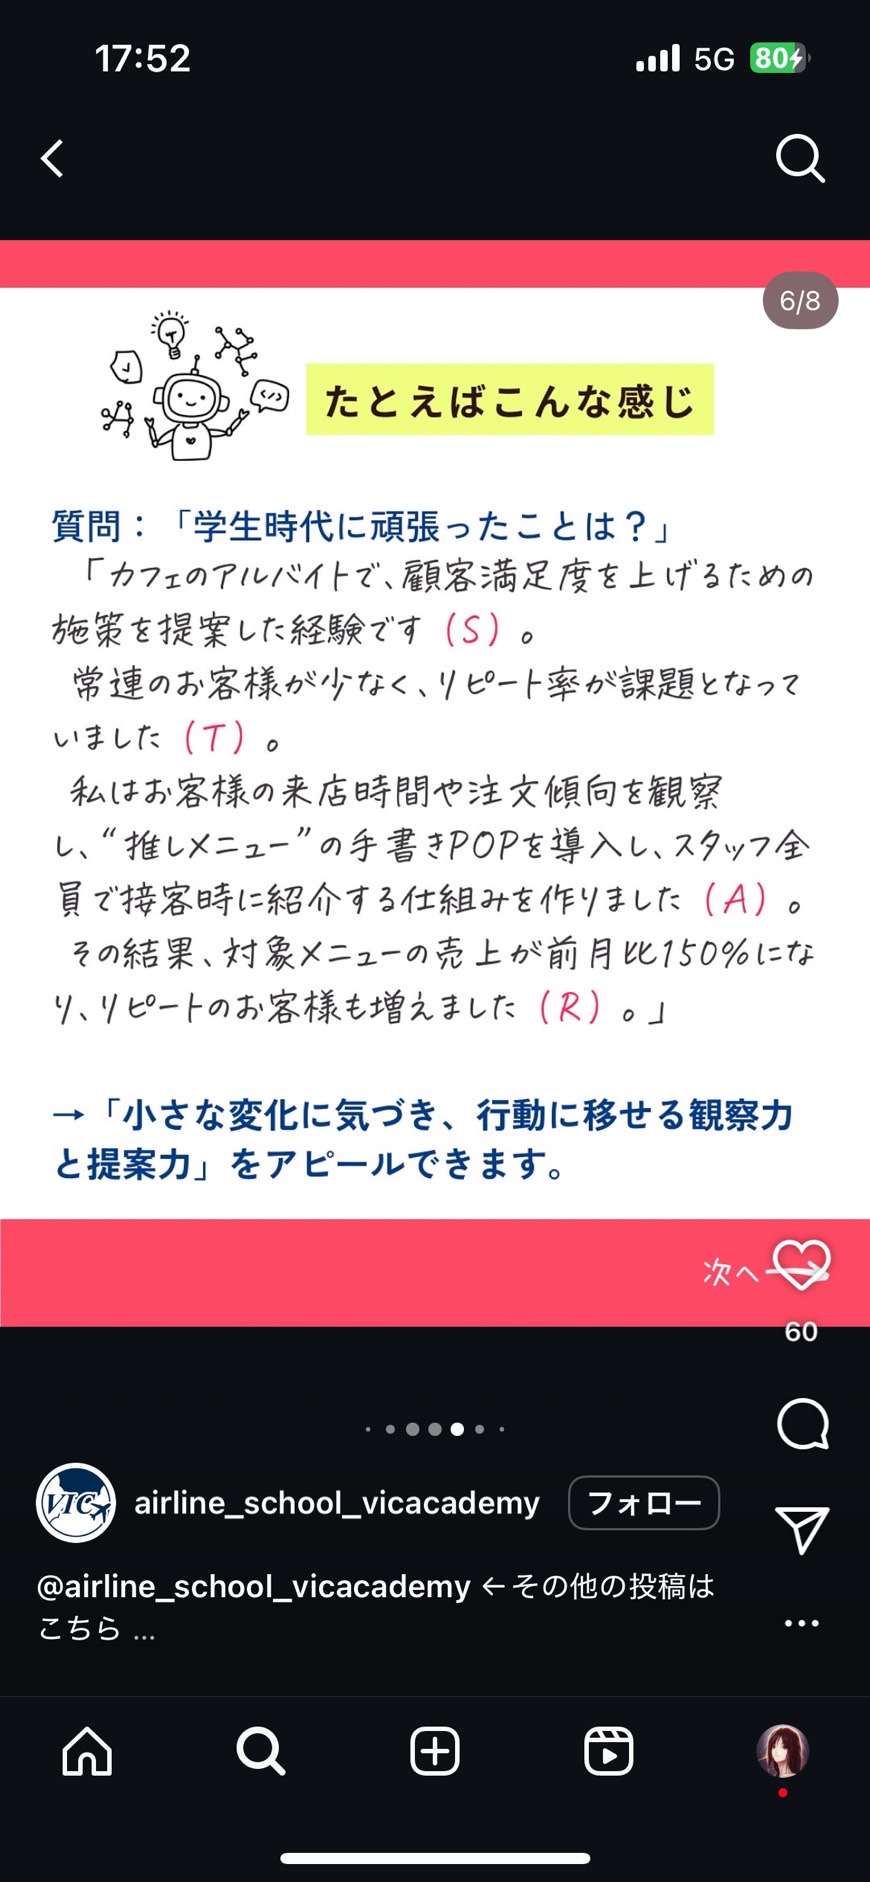 17:52
5G 80
6/8
たとえばこんな感じ
質問：「学生時代に頑張ったことは？」
「カフェのアルバイトで、顧客満足度を上げるための
施策を提案した経験です（S）。
常連のお客様が少なく、リピート率が課題となって
いました（T）。
私はお客様の来店時間や注文傾向を観察
し、“推しメニュー”の手書きPOPを導入し、スタッフ全
員で接客時に紹介する仕組みを作りました（A）。
その結果、対象メニューの売上が前月比150%にな
り、リピートのお客様も増えました（R）。」
→「小さな変化に気づき、行動に移せる観察力
と提案力」をアピールできます。
次へ
60
VIC
airline_school_vicacademy
フォロー
@airline_school_vicacademy ←その他の投稿は
こちら ...